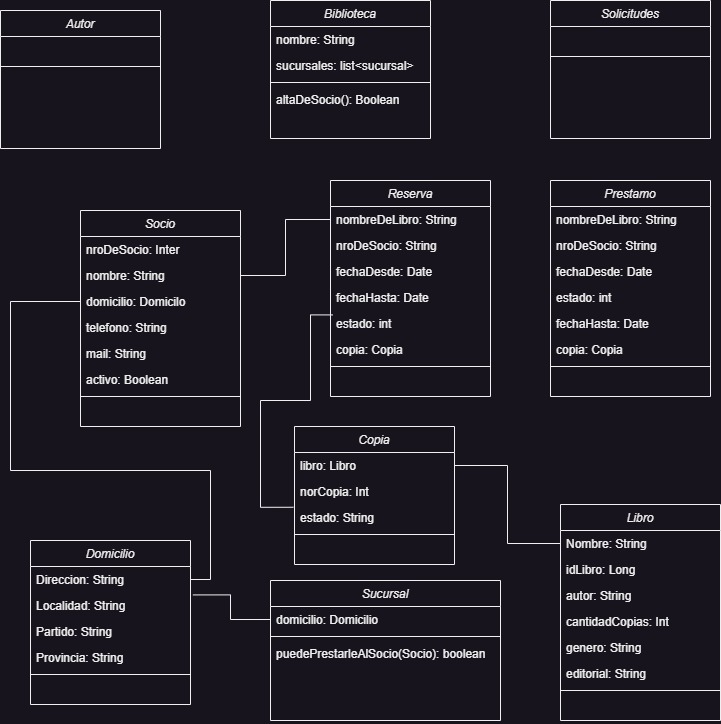 Autor
Biblioteca
nombre: String
sucursales: list<sucursal>
altaDeSocio(): Boolean
Solicitudes
Socio
nroDeSocio: Inter
nombre: String
domicilio: Domicilo
telefono: String
mail: String
activo: Boolean
Reserva
nombreDeLibro: String
nroDeSocio: String
fechaDesde: Date
fechaHasta: Date
estado: int
copia: Copia
Prestamo
nombreDeLibro: String
nroDeSocio: String
fechaDesde: Date
estado: int
fechaHasta: Date
copia: Copia
Copia
libro: Libro
norCopia: Int
estado: String
Libro
Nombre: String
idLibro: Long
autor: String
cantidadCopias: Int
genero: String
editorial: String
Domicilio
Direccion: String
Localidad: String
Partido: String
Provincia: String
Sucursal
domicilio: Domicilio
puedePrestarleAlSocio(Socio): boolean